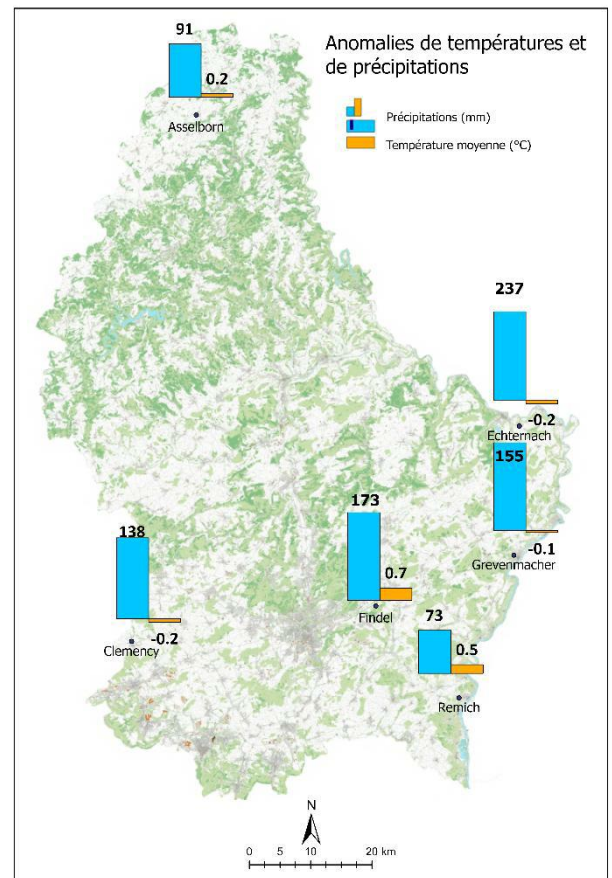 Anomalies de températures et
de précipitations
Précipitations (mm)
Température moyenne (°C)
91
0.2
Asselborn
237
-0.2
Echternach
155
-0.1
Grevenmacher
173
0.7
Findel
138
-0.2
Clemency
73
0.5
Remich
N
0 5 10 20 km